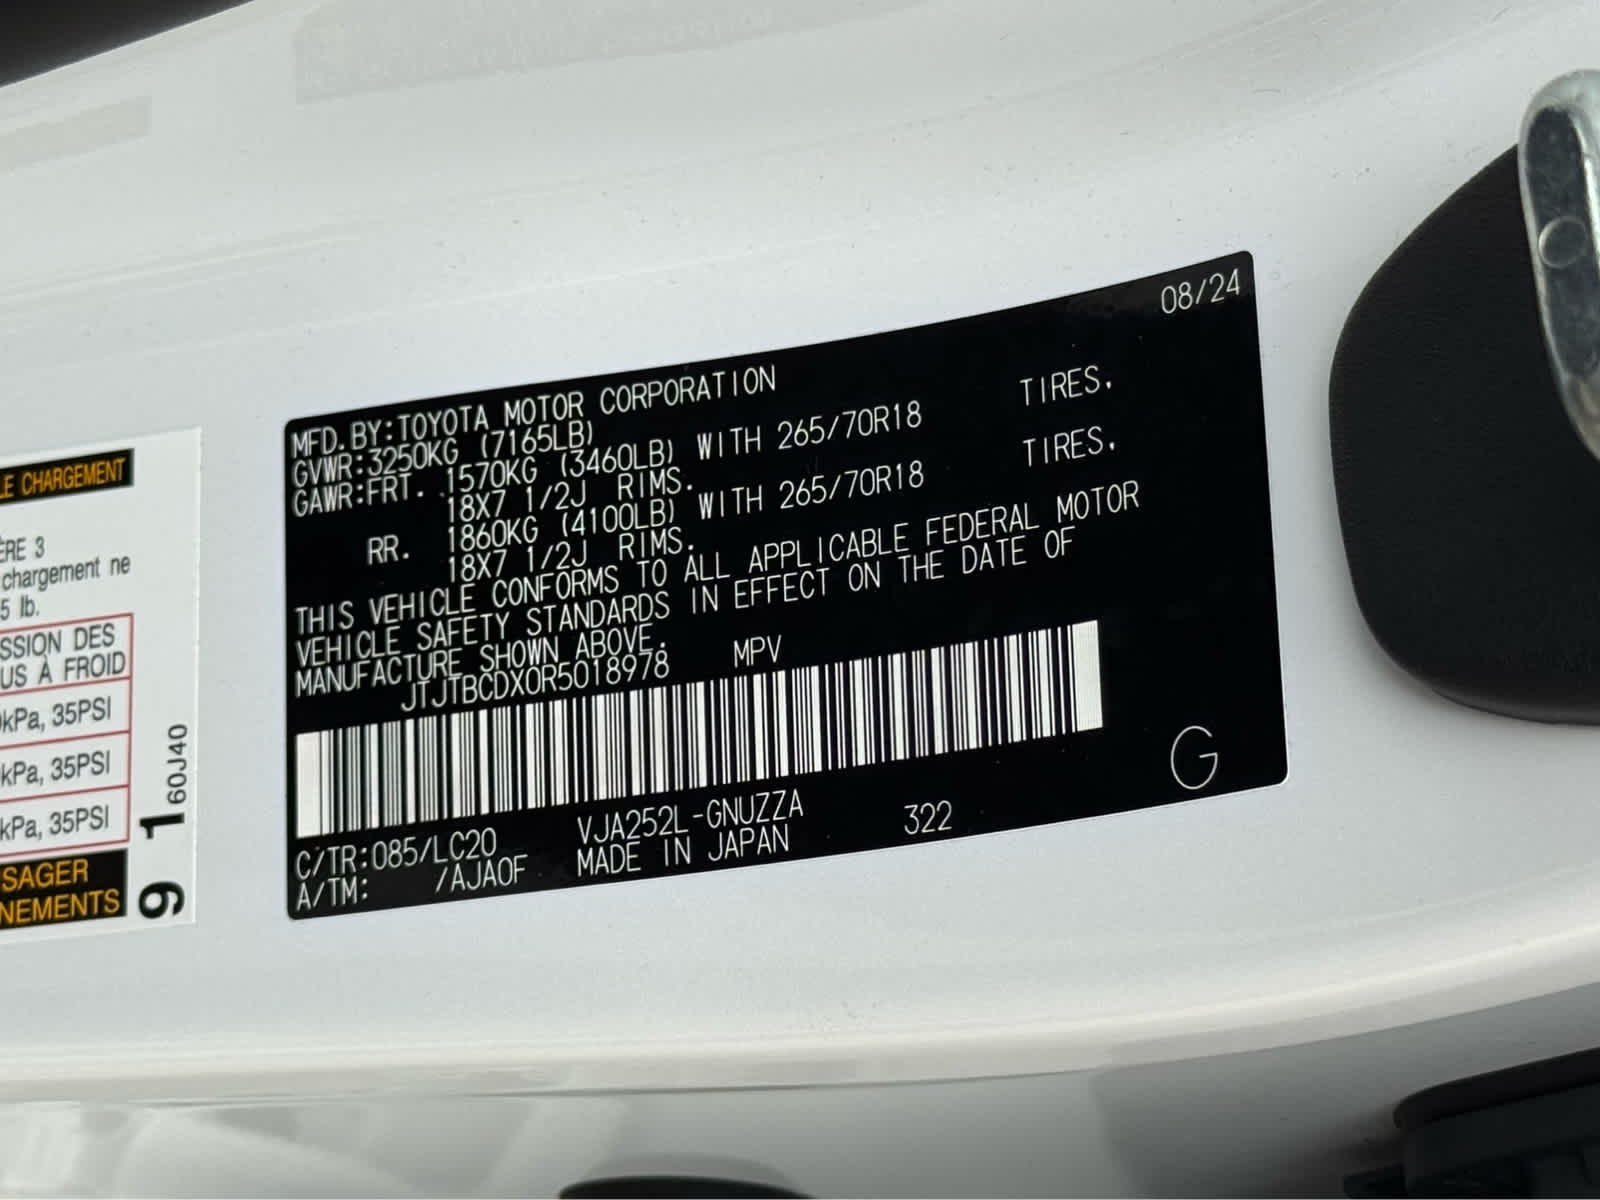 08/24
MFD.BY:TOYOTA MOTOR CORPORATION
GVWR:3250KG (7165LB)
GAWR:FRT. 1570KG (3460LB) WITH 265/70R18 TIRES,
18X7 1/2J RIMS.
RR. 1860KG (4100LB) WITH 265/70R18 TIRES,
18X7 1/2J RIMS.
THIS VEHICLE CONFORMS TO ALL APPLICABLE FEDERAL MOTOR
VEHICLE SAFETY STANDARDS IN EFFECT ON THE DATE OF
MANUFACTURE SHOWN ABOVE.
JTJTBCDX0R5018978 MPV
C/TR:085/LC20 VJA252L-GNUZZA 322
A/TM: /AJA0F MADE IN JAPAN
G
LE CHARGEMENT
ÈRE 3
chargement ne
5 lb.
SSION DES
US À FROID
kPa, 35PSI
kPa, 35PSI
kPa, 35PSI
SAGER
NEMENTS
9 1 60J40